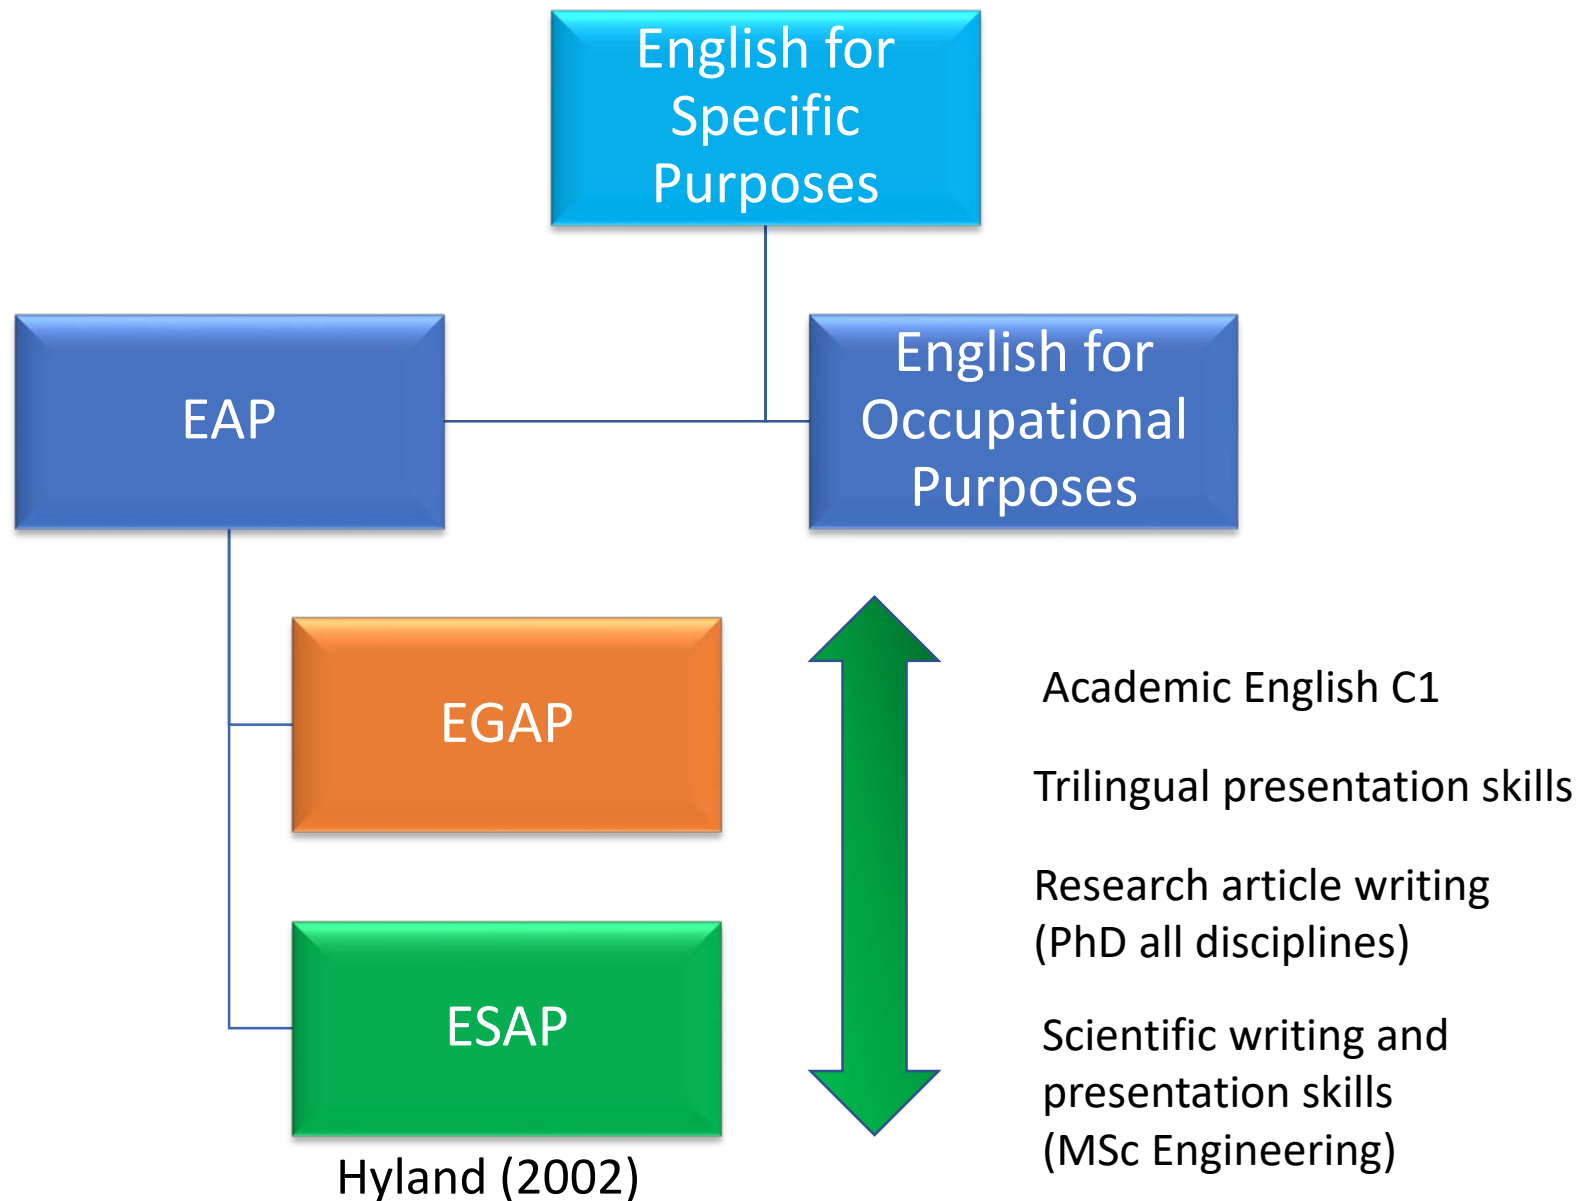 English for
Specific
Purposes
EAP
English for
Occupational
Purposes
EGAP
ESAP
Hyland (2002)
Academic English C1
Trilingual presentation skills
Research article writing
(PhD all disciplines)
Scientific writing and
presentation skills
(MSc Engineering)